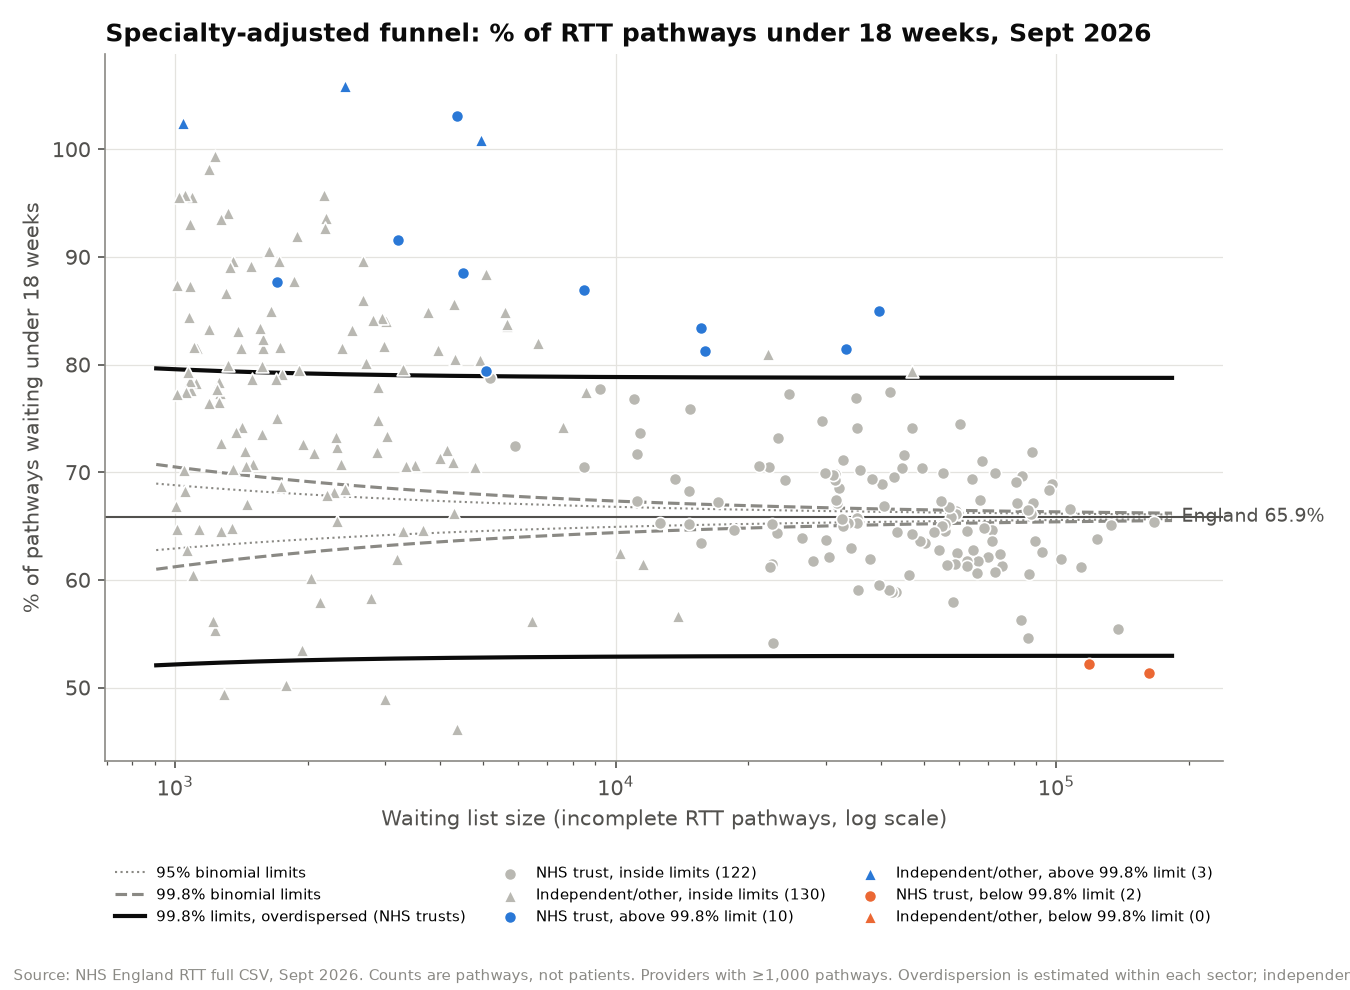 Specialty-adjusted funnel: % of RTT pathways under 18 weeks, Sept 2026
100
90
80
70
60
50
% of pathways waiting under 18 weeks
England 65.9%
10³
10⁴
10⁵
Waiting list size (incomplete RTT pathways, log scale)
95% binomial limits
99.8% binomial limits
99.8% limits, overdispersed (NHS trusts)
NHS trust, inside limits (122)
Independent/other, inside limits (130)
NHS trust, above 99.8% limit (10)
Independent/other, above 99.8% limit (3)
NHS trust, below 99.8% limit (2)
Independent/other, below 99.8% limit (0)
Source: NHS England RTT full CSV, Sept 2026. Counts are pathways, not patients. Providers with ≥1,000 pathways. Overdispersion is estimated within each sector; independer